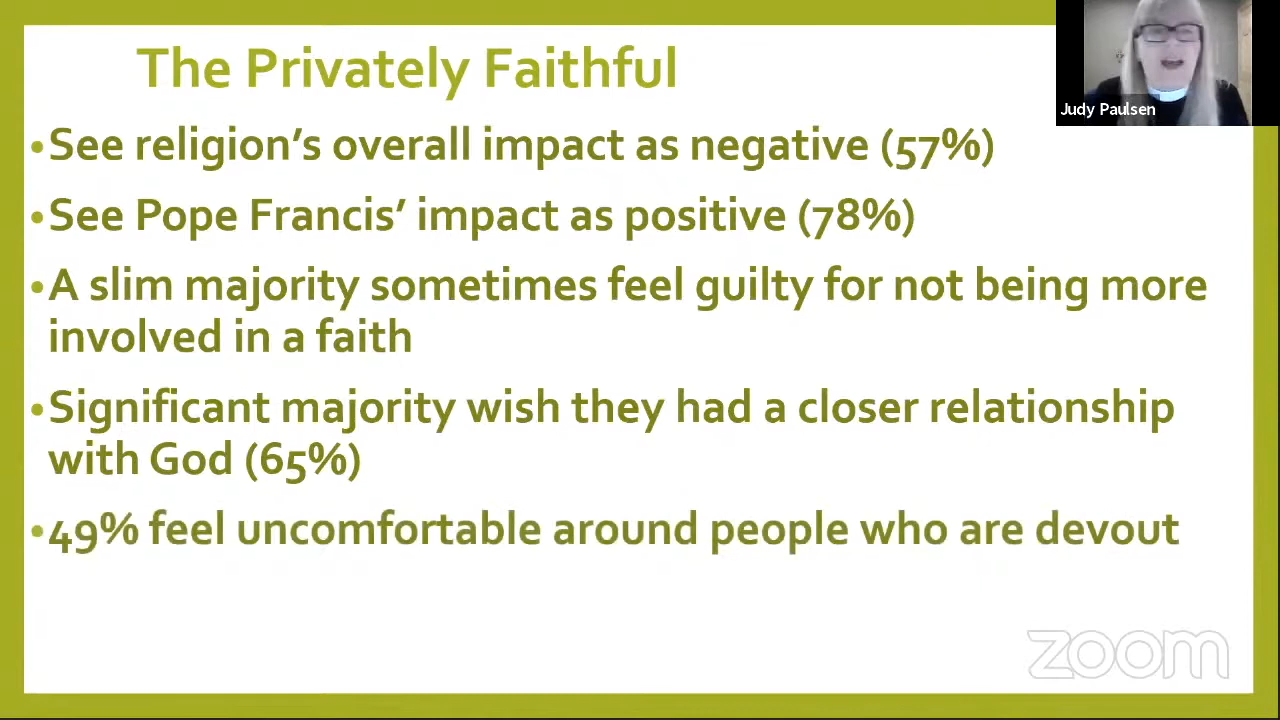 The Privately Faithful
Judy Paulsen
•See religion’s overall impact as negative (57%)
•See Pope Francis’ impact as positive (78%)
•A slim majority sometimes feel guilty for not being more
involved in a faith
•Significant majority wish they had a closer relationship
with God (65%)
•49% feel uncomfortable around people who are devout
zoom